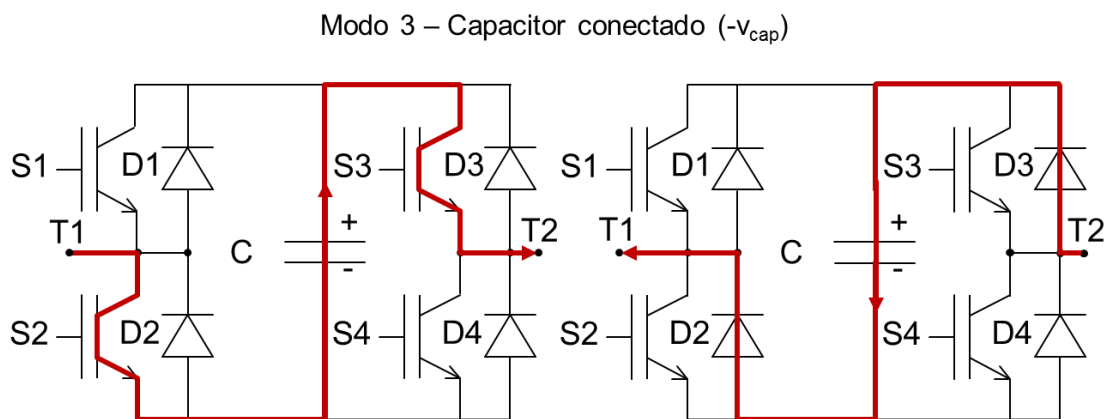 Modo 3 – Capacitor conectado (-vcap)
S1 D1 S3 D3 S1 D1 S3 D3
T1 C + - T2 T1 C + - T2
S2 D2 S4 D4 S2 D2 S4 D4